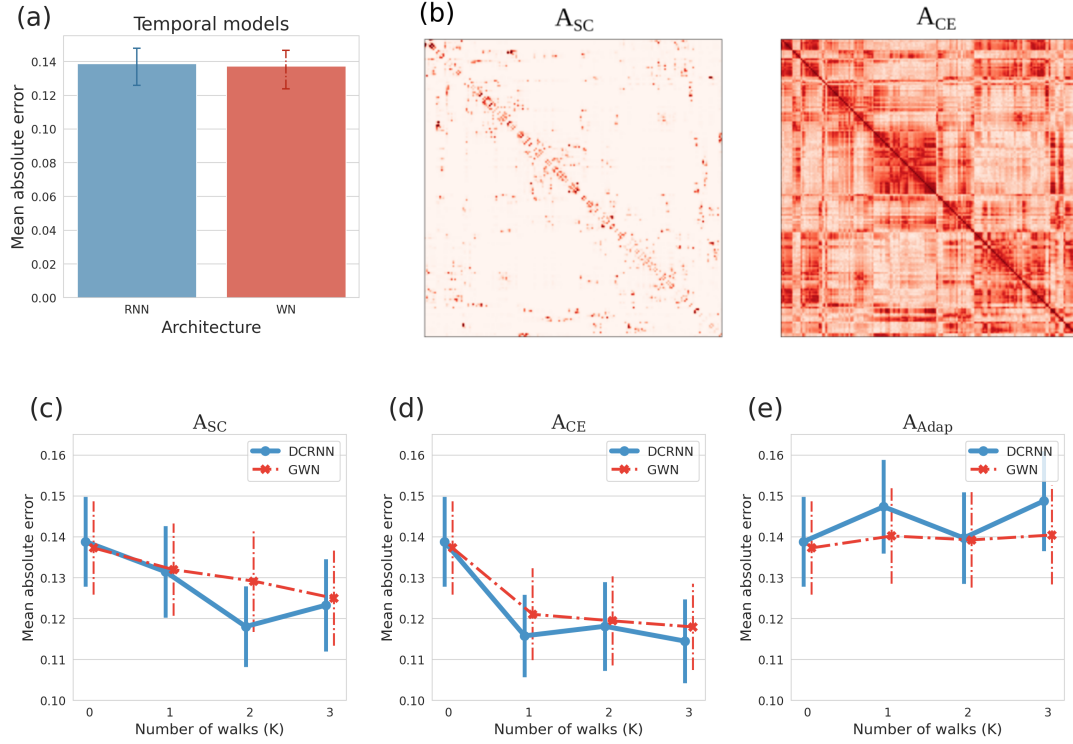 (a)
Temporal models
Mean absolute error
0.14
0.12
0.10
0.08
0.06
0.04
0.02
0.00
RNN
WN
Architecture
(b)
A_SC
A_CE
(c)
A_SC
Mean absolute error
0.16
0.15
0.14
0.13
0.12
0.11
0.10
DCRNN
GWN
0
1
2
3
Number of walks (K)
(d)
A_CE
Mean absolute error
0.16
0.15
0.14
0.13
0.12
0.11
0.10
DCRNN
GWN
0
1
2
3
Number of walks (K)
(e)
A_Adap
Mean absolute error
0.16
0.15
0.14
0.13
0.12
0.11
0.10
DCRNN
GWN
0
1
2
3
Number of walks (K)